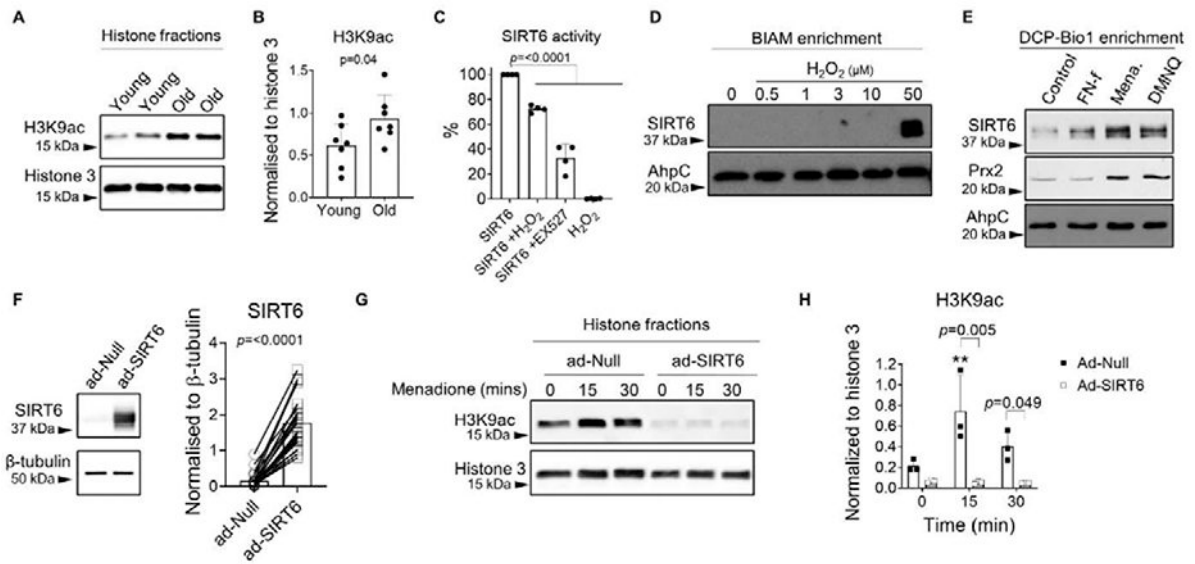 A
Histone fractions
Young Young Old Old
H3K9ac
15 kDa
Histone 3
15 kDa
B
H3K9ac
p=0.04
Normalised to histone 3
1.5
1.0
0.5
0.0
Young Old
C
SIRT6 activity
p=<0.0001
%
100
80
60
40
20
0
SIRT6
SIRT6 +H₂O₂
SIRT6 +EX527
H₂O₂
D
BIAM enrichment
H₂O₂ (µM)
0 0.5 1 3 10 50
SIRT6
37 kDa
AhpC
20 kDa
E
DCP-Bio1 enrichment
Control FN-f Mena. DMNQ
SIRT6
37 kDa
Prx2
20 kDa
AhpC
20 kDa
F
ad-Null ad-SIRT6
SIRT6
37 kDa
β-tubulin
50 kDa
SIRT6
p=<0.0001
Normalised to β-tubulin
4
3
2
1
0
ad-Null
ad-SIRT6
G
Histone fractions
ad-Null ad-SIRT6
Menadione (mins) 0 15 30 0 15 30
H3K9ac
15 kDa
Histone 3
15 kDa
H
H3K9ac
p=0.005
**
p=0.049
Ad-Null
Ad-SIRT6
Normalized to histone 3
1.2
1.0
0.8
0.6
0.4
0.2
0.0
0 15 30
Time (min)